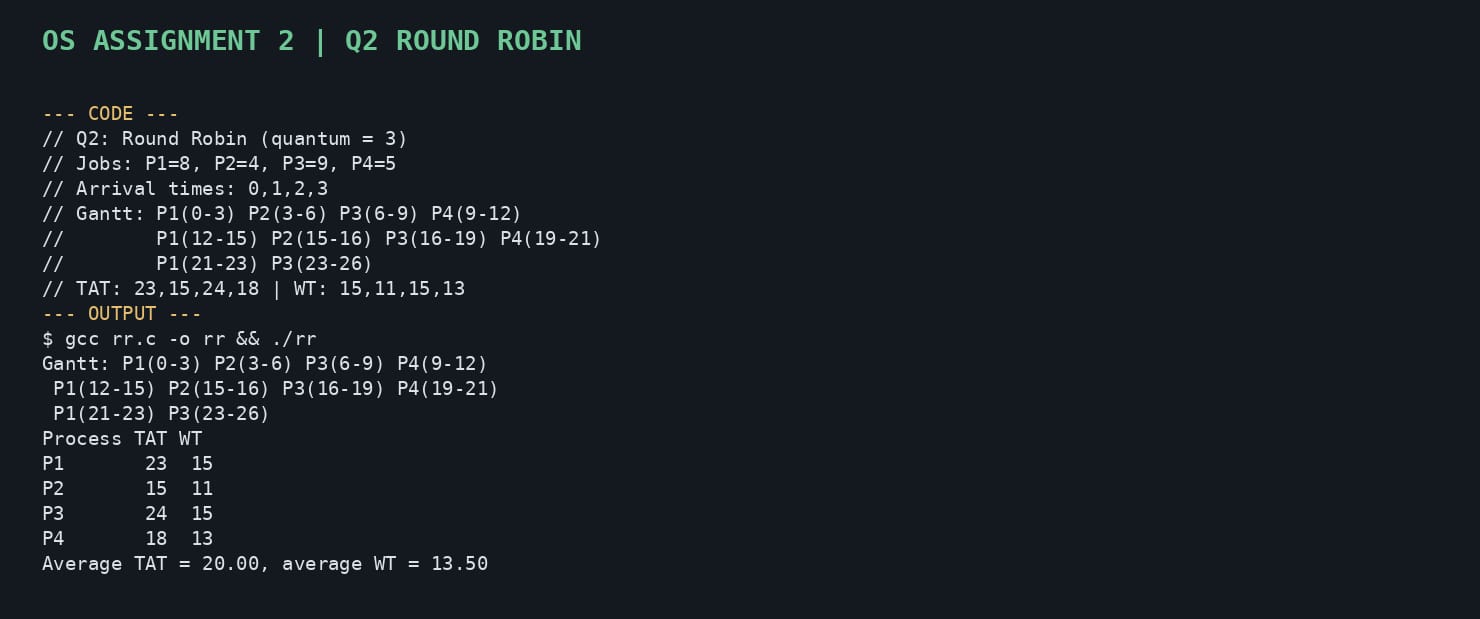 OS ASSIGNMENT 2 | Q2 ROUND ROBIN
--- CODE ---
// Q2: Round Robin (quantum = 3)
// Jobs: P1=8, P2=4, P3=9, P4=5
// Arrival times: 0,1,2,3
// Gantt: P1(0-3) P2(3-6) P3(6-9) P4(9-12)
//        P1(12-15) P2(15-16) P3(16-19) P4(19-21)
//        P1(21-23) P3(23-26)
// TAT: 23,15,24,18 | WT: 15,11,15,13
--- OUTPUT ---
$ gcc rr.c -o rr && ./rr
Gantt: P1(0-3) P2(3-6) P3(6-9) P4(9-12)
 P1(12-15) P2(15-16) P3(16-19) P4(19-21)
 P1(21-23) P3(23-26)
Process TAT WT
P1       23  15
P2       15  11
P3       24  15
P4       18  13
Average TAT = 20.00, average WT = 13.50